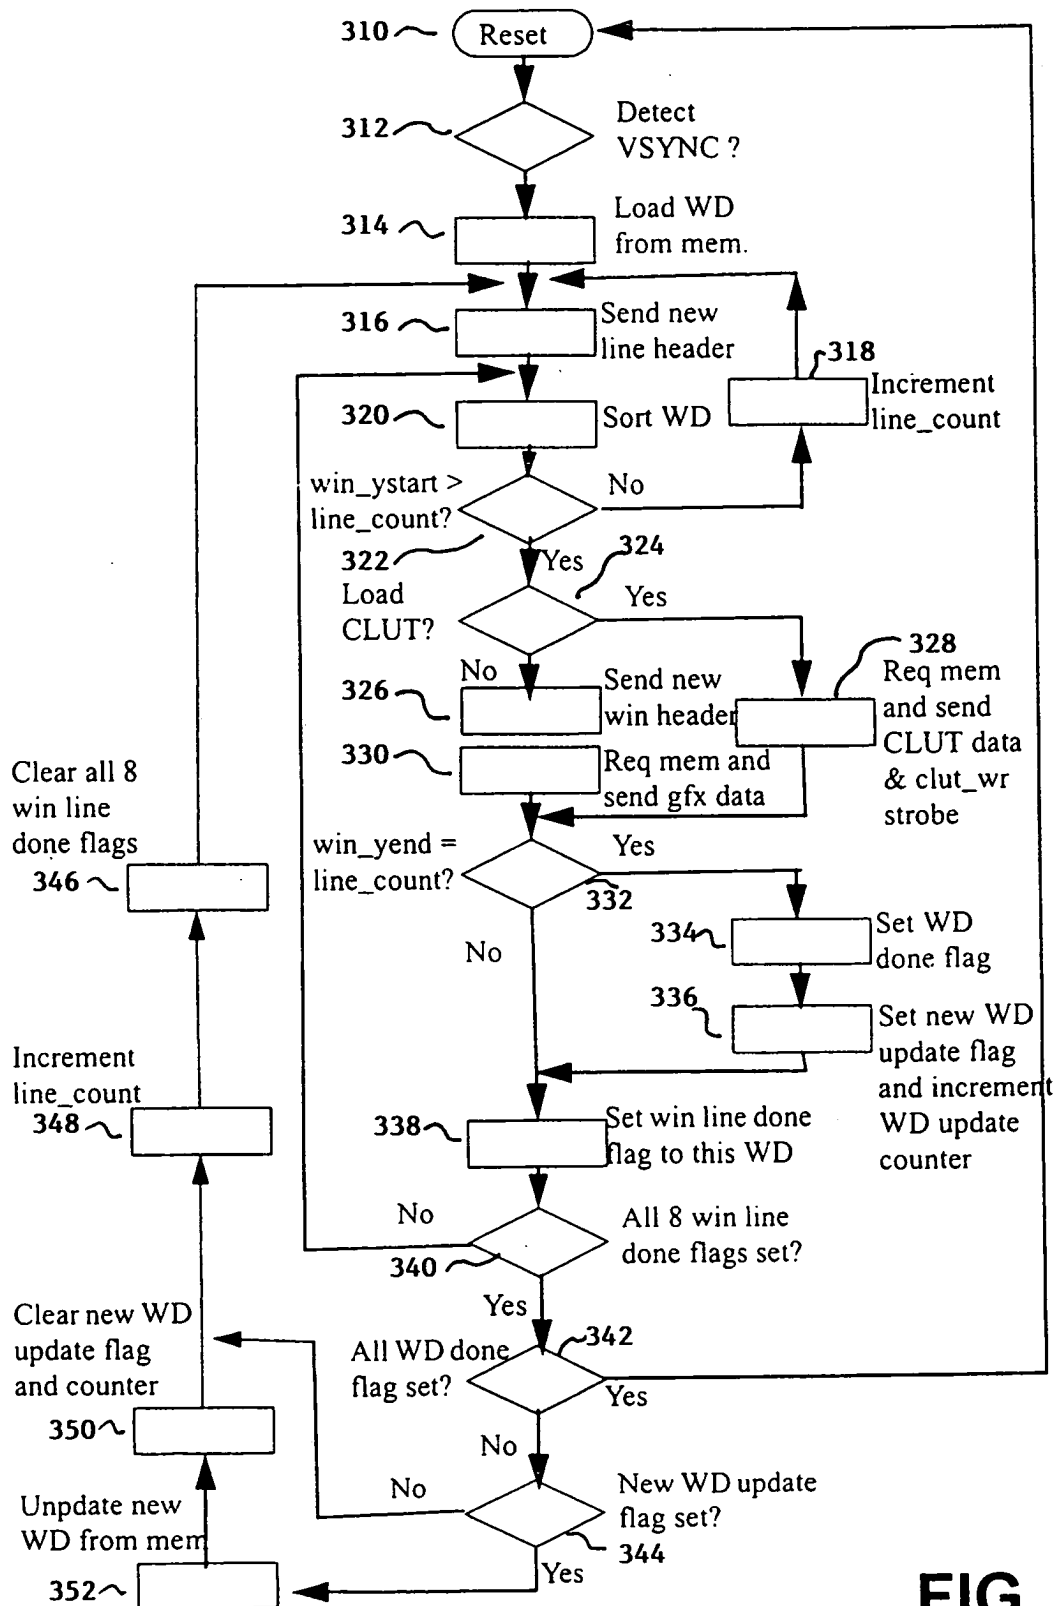 310
Reset
312
Detect
VSYNC ?
314
Load WD
from mem.
316
Send new
line header
318
Increment
line_count
320
Sort WD
win_ystart >
line_count?
No
322
Yes
324
Load
CLUT?
Yes
No
326
Send new
win header
328
Req mem
and send
CLUT data
& clut_wr
strobe
330
Req mem and
send gfx data
win_yend =
line_count?
Yes
332
No
334
Set WD
done flag
336
Set new WD
update flag
and increment
WD update
counter
338
Set win line done
flag to this WD
No
340
All 8 win line
done flags set?
Yes
342
All WD done
flag set?
Yes
No
No
New WD update
flag set?
344
Yes
Clear all 8
win line
done flags
346
Increment
line_count
348
Clear new WD
update flag
and counter
350
Unpdate new
WD from mem
352
FIG